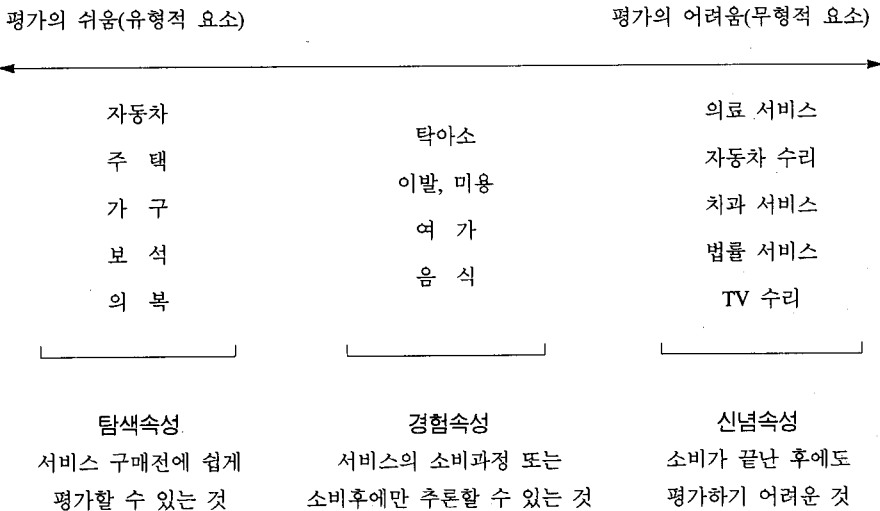 평가의 쉬움(유형적 요소)
평가의 어려움(무형적 요소)
자동차
주 택
가 구
보 석
의 복
탁아소
이발, 미용
여 가
음 식
의료 서비스
자동차 수리
치과 서비스
법률 서비스
TV 수리
탐색속성
서비스 구매전에 쉽게
평가할 수 있는 것
경험속성
서비스의 소비과정 또는
소비후에만 추론할 수 있는 것
신념속성
소비가 끝난 후에도
평가하기 어려운 것